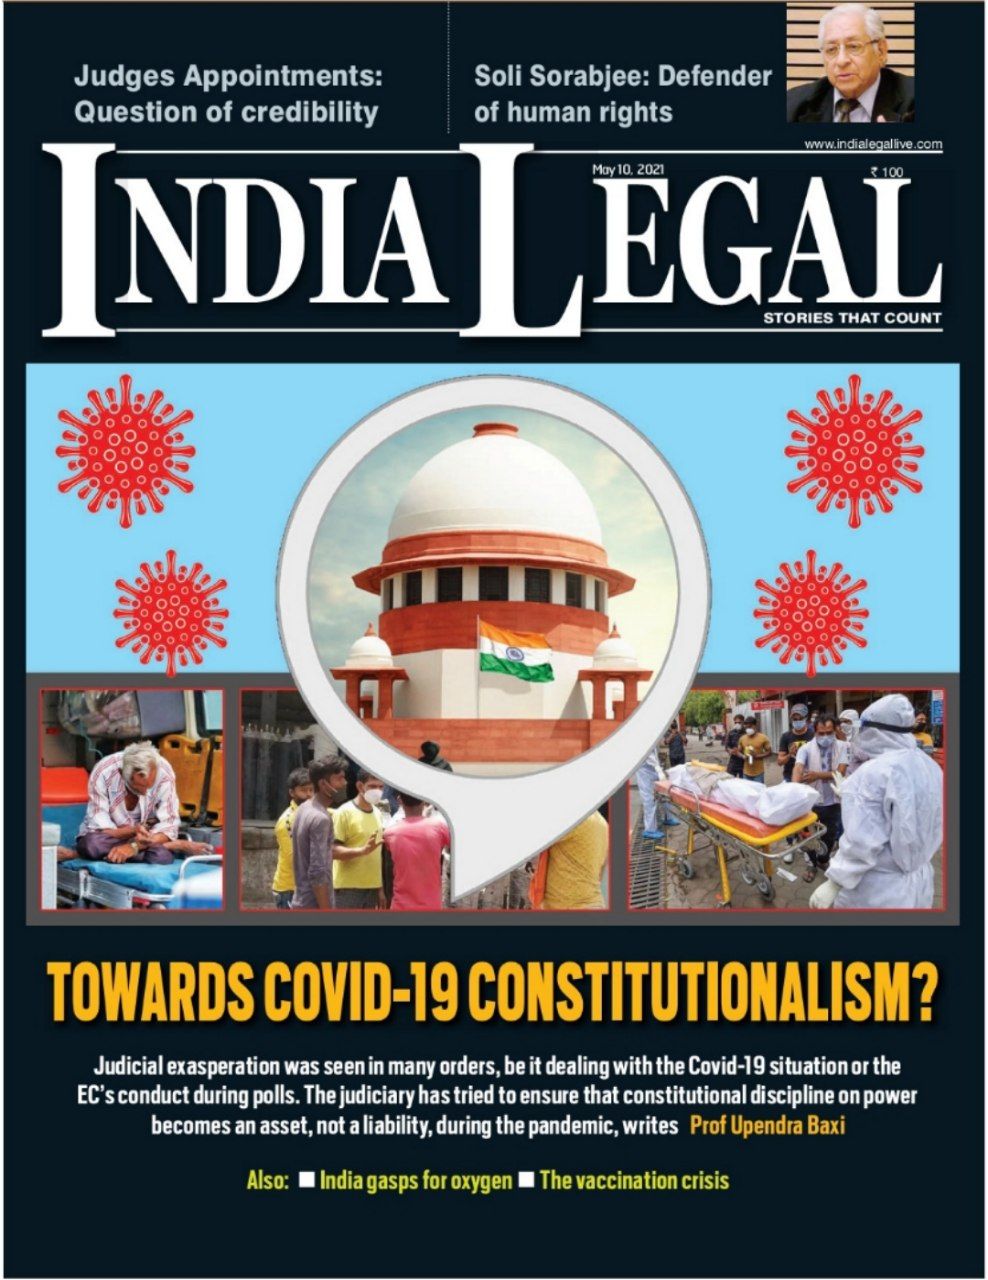 Judges Appointments:
Question of credibility
Soli Sorabjee: Defender
of human rights
www.indialegallive.com
May 10, 2021
₹ 100
INDIA LEGAL
STORIES THAT COUNT
TOWARDS COVID-19 CONSTITUTIONALISM?
Judicial exasperation was seen in many orders, be it dealing with the Covid-19 situation or the
EC's conduct during polls. The judiciary has tried to ensure that constitutional discipline on power
becomes an asset, not a liability, during the pandemic, writes Prof Upendra Baxi
Also: ■ India gasps for oxygen ■ The vaccination crisis